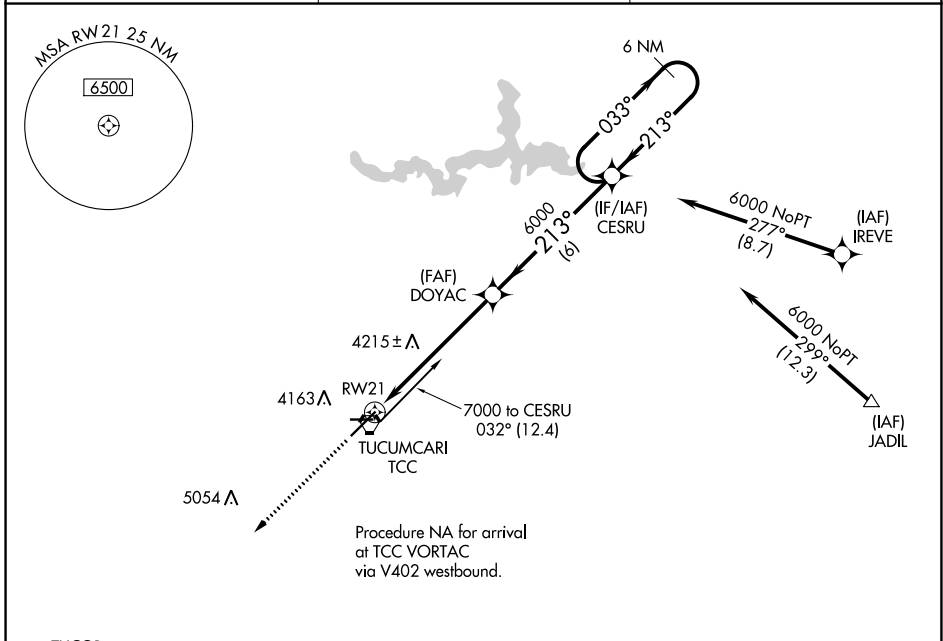 MSA RW21 25 NM
6500
6 NM
033°
213°
(IF/IAF)
CESRU
6000
213°
(6)
6000 NoPT
277°
(8.7)
(IAF)
IREVE
(FAF)
DOYAC
6000 NoPT
299°
(12.3)
(IAF)
JADIL
4215±
4163
RW21
7000 to CESRU
032° (12.4)
TUCUMCARI
TCC
5054
Procedure NA for arrival
at TCC VORTAC
via V402 westbound.